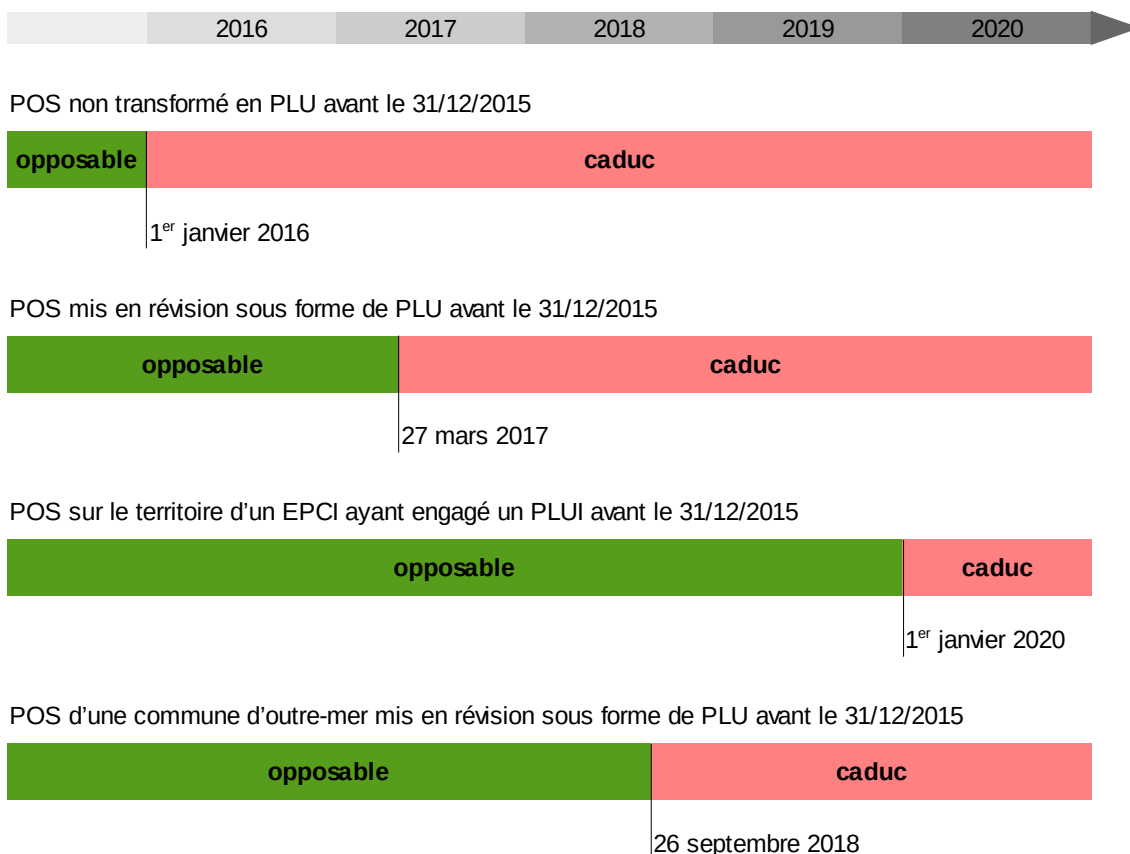 2016 2017 2018 2019 2020
POS non transformé en PLU avant le 31/12/2015
opposable caduc
1er janvier 2016
POS mis en révision sous forme de PLU avant le 31/12/2015
opposable caduc
27 mars 2017
POS sur le territoire d’un EPCI ayant engagé un PLUI avant le 31/12/2015
opposable caduc
1er janvier 2020
POS d’une commune d’outre-mer mis en révision sous forme de PLU avant le 31/12/2015
opposable caduc
26 septembre 2018